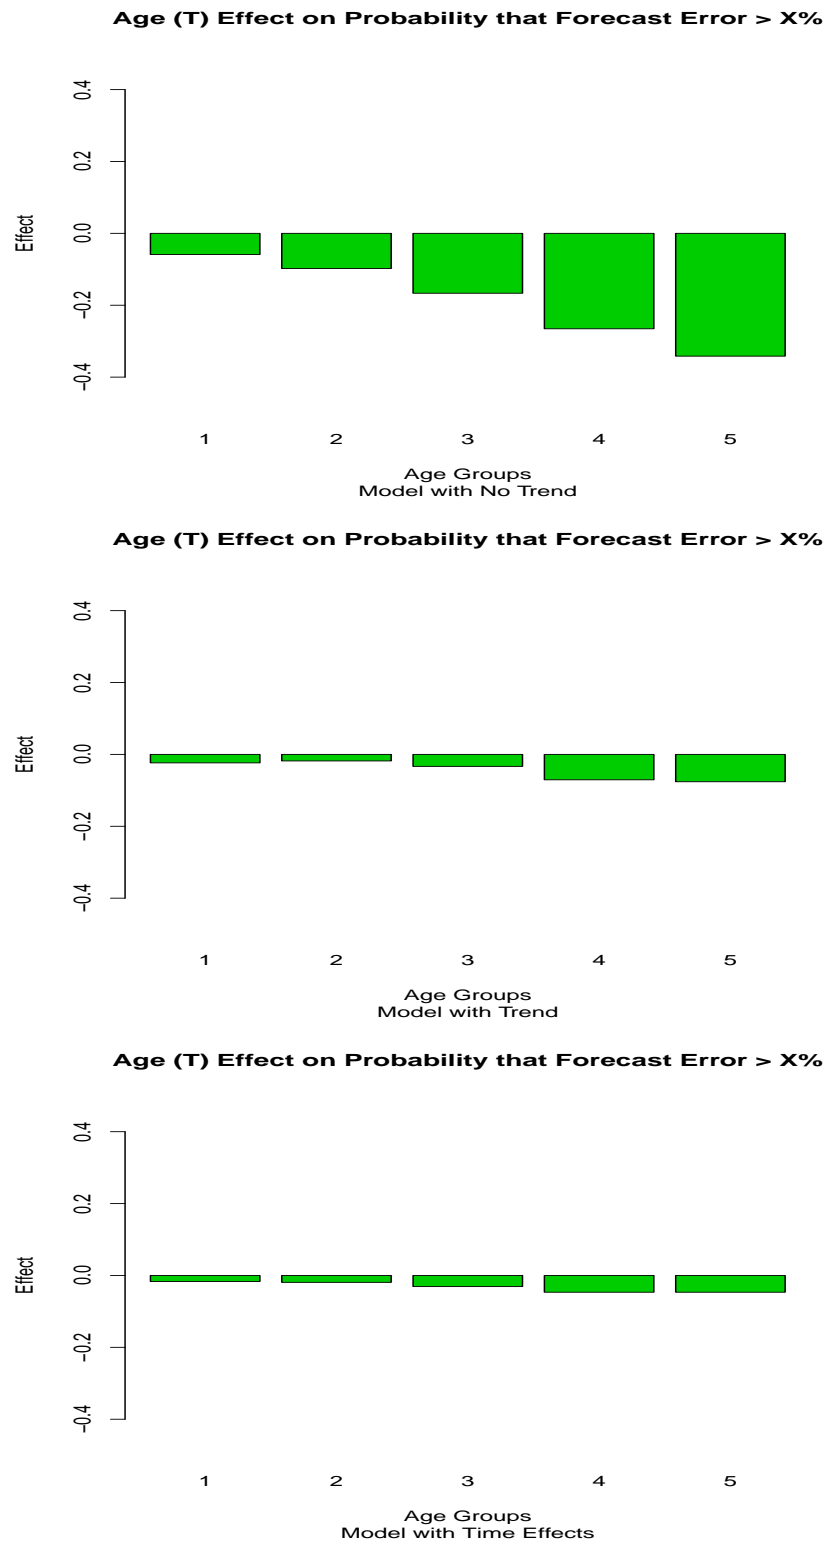 Age (T) Effect on Probability that Forecast Error > X%
0.4
0.2
0.0
−0.2
−0.4
Effect
1 2 3 4 5
Age Groups
Model with No Trend
Age (T) Effect on Probability that Forecast Error > X%
0.4
0.2
0.0
−0.2
−0.4
Effect
1 2 3 4 5
Age Groups
Model with Trend
Age (T) Effect on Probability that Forecast Error > X%
0.4
0.2
0.0
−0.2
−0.4
Effect
1 2 3 4 5
Age Groups
Model with Time Effects